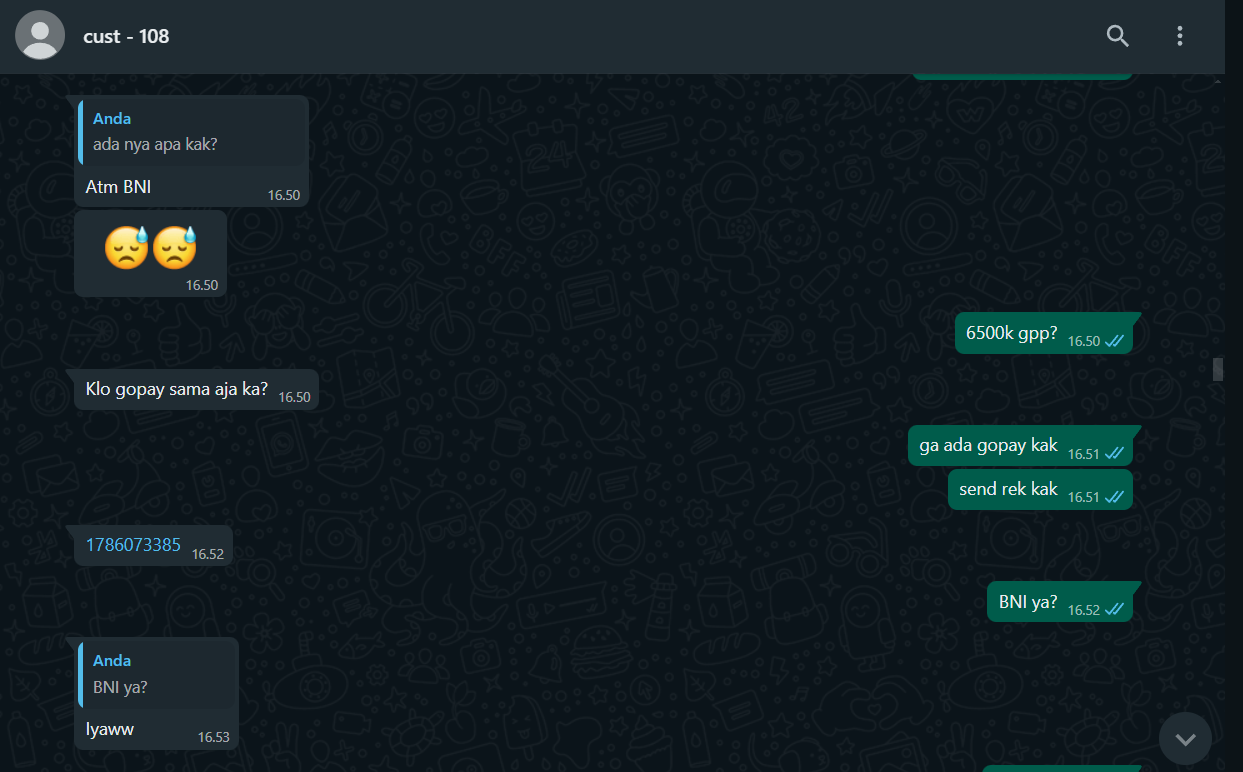 cust - 108
Anda
ada nya apa kak?
Atm BNI
16.50
😓😓
16.50
6500k gpp?
16.50
Klo gopay sama aja ka?
16.50
ga ada gopay kak
16.51
send rek kak
16.51
1786073385
16.52
BNI ya?
16.52
Anda
BNI ya?
Iyaww
16.53